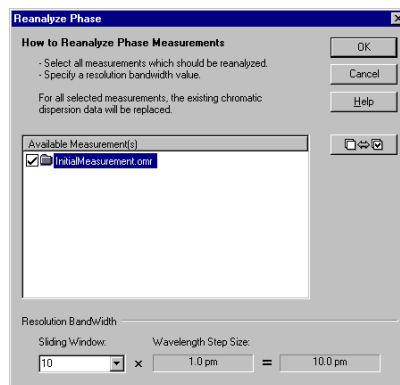 Reanalyze Phase
How to Reanalyze Phase Measurements
OK
- Select all measurements which should be reanalyzed.
- Specify a resolution bandwidth value.
Cancel
For all selected measurements, the existing chromatic
dispersion data will be replaced.
Help
Available Measurement(s)
InitialMeasurement.omr
Resolution BandWidth
Sliding Window: Wavelength Step Size:
10 × 1.0 pm = 10.0 pm